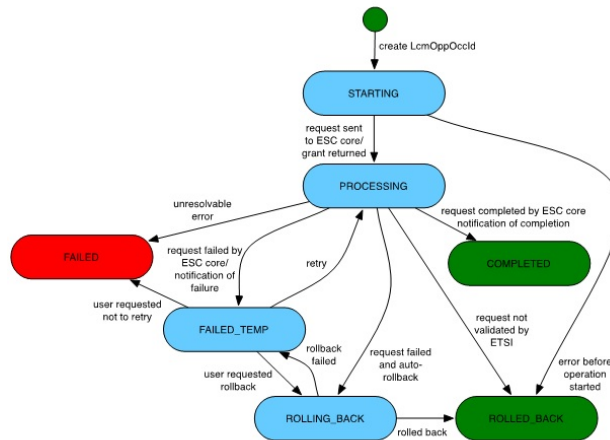 create LcmOppOccId
STARTING
request sent
to ESC core/
grant returned
PROCESSING
unresolvable
error
request completed by ESC core
notification of completion
FAILED
request failed by
ESC core/
notification of
failure
retry
COMPLETED
user requested
not to retry
FAILED_TEMP
request not
validated by
ETSI
rollback
failed
request failed
and auto-
rollback
error before
operation
started
user requested
rollback
ROLLING_BACK
rolled back
ROLLED_BACK